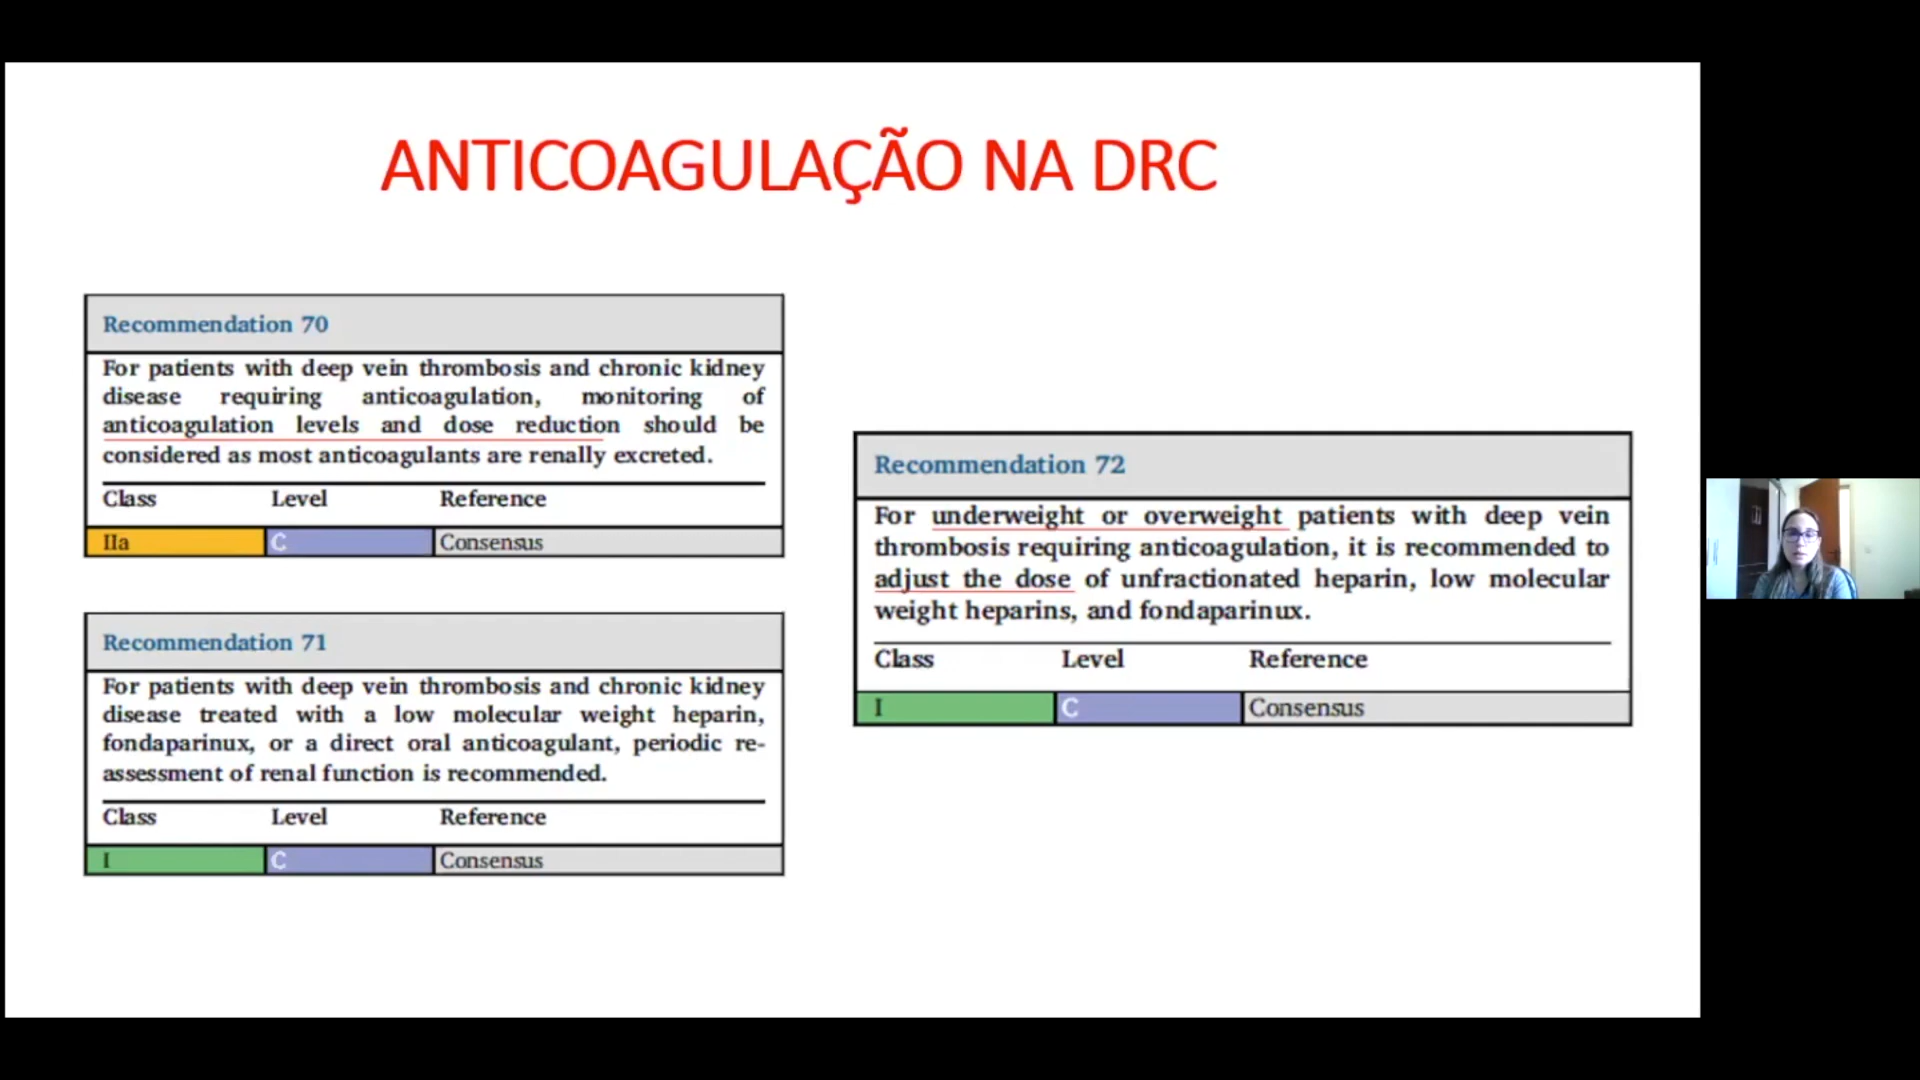 ANTICOAGULAÇÃO NA DRC
Recommendation 70
For patients with deep vein thrombosis and chronic kidney
disease requiring anticoagulation, monitoring of
anticoagulation levels and dose reduction should be
considered as most anticoagulants are renally excreted.
Class Level Reference
IIa C Consensus
Recommendation 71
For patients with deep vein thrombosis and chronic kidney
disease treated with a low molecular weight heparin,
fondaparinux, or a direct oral anticoagulant, periodic re-
assessment of renal function is recommended.
Class Level Reference
I C Consensus
Recommendation 72
For underweight or overweight patients with deep vein
thrombosis requiring anticoagulation, it is recommended to
adjust the dose of unfractionated heparin, low molecular
weight heparins, and fondaparinux.
Class Level Reference
I C Consensus